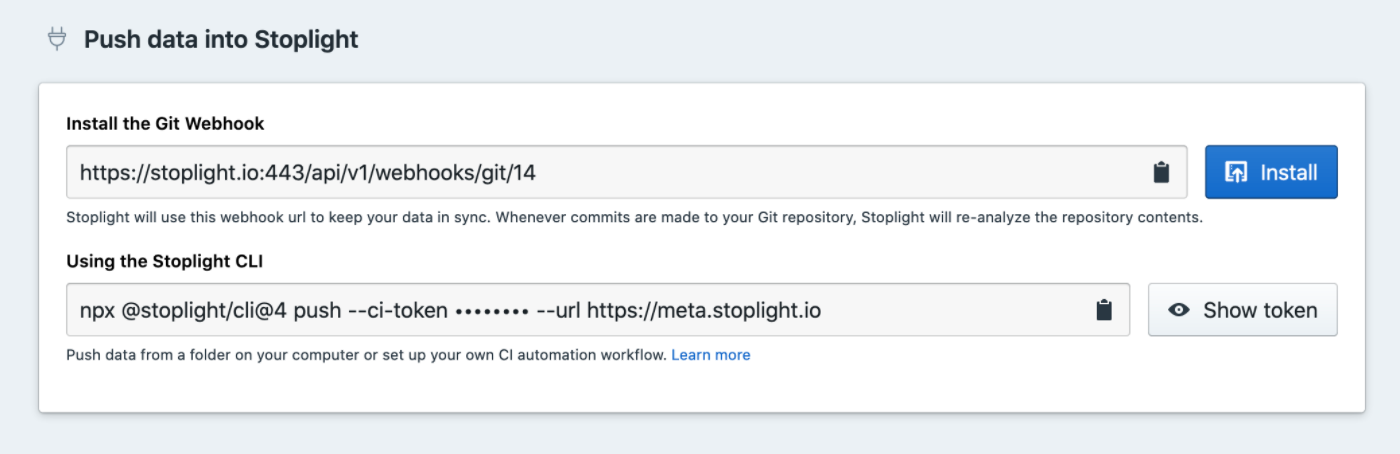 Push data into Stoplight
Install the Git Webhook
https://stoplight.io:443/api/v1/webhooks/git/14
Install
Stoplight will use this webhook url to keep your data in sync. Whenever commits are made to your Git repository, Stoplight will re-analyze the repository contents.
Using the Stoplight CLI
npx @stoplight/cli@4 push --ci-token •••••••• --url https://meta.stoplight.io
Show token
Push data from a folder on your computer or set up your own CI automation workflow. Learn more